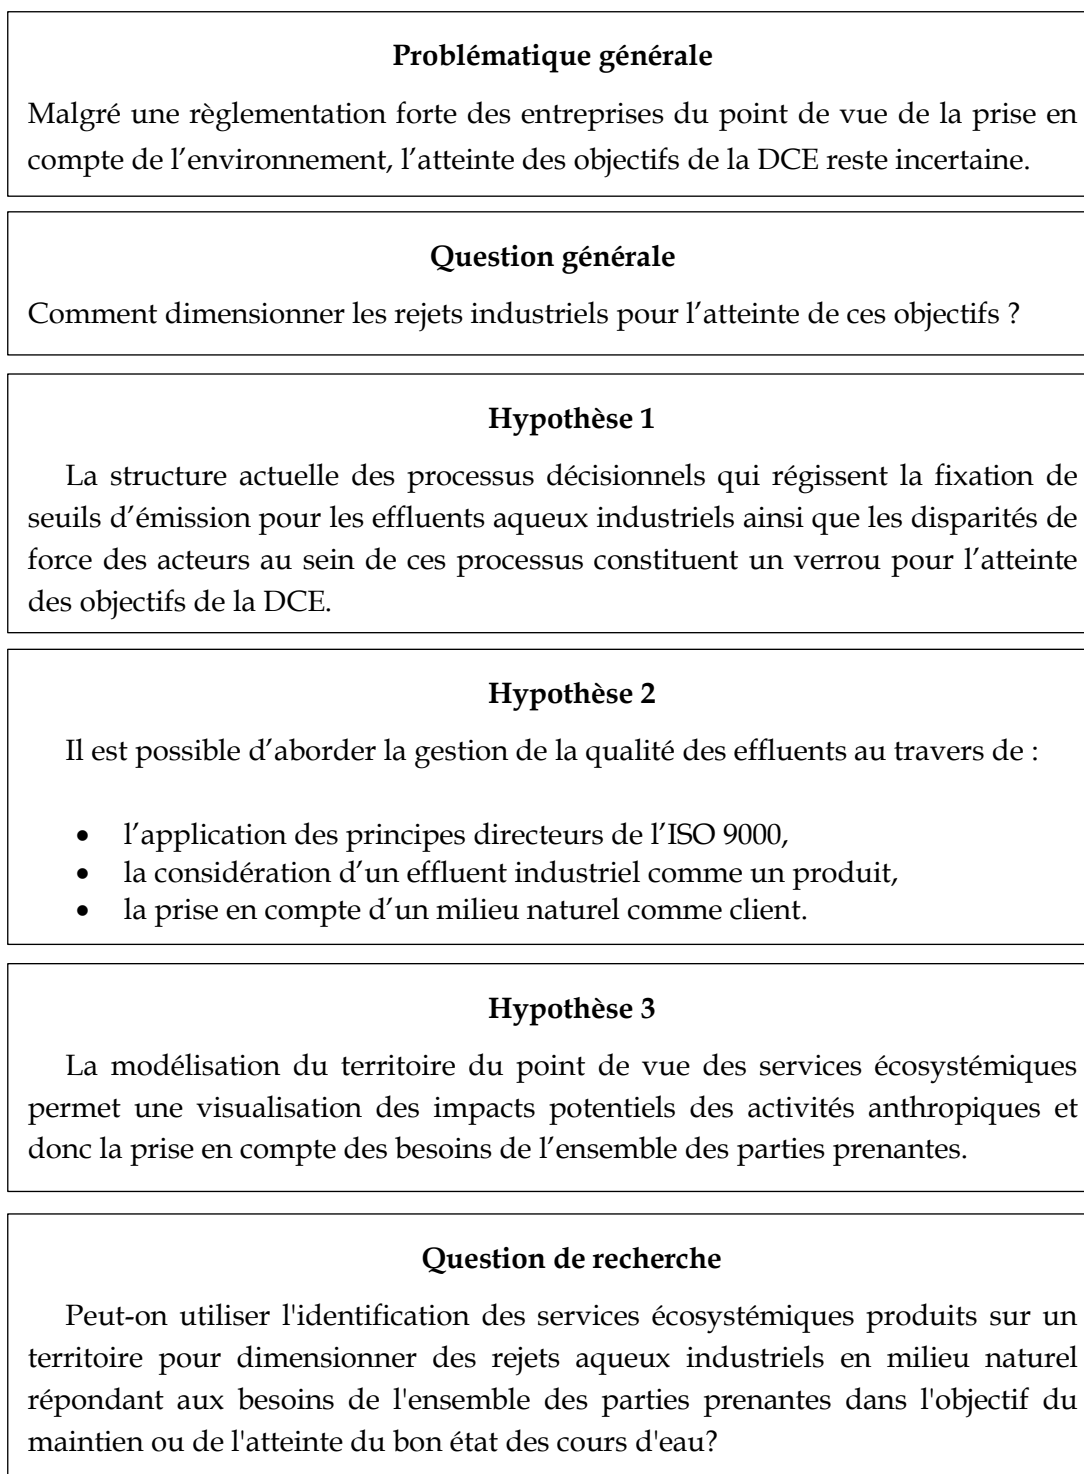 Problématique générale
Malgré une règlementation forte des entreprises du point de vue de la prise en
compte de l’environnement, l’atteinte des objectifs de la DCE reste incertaine.
Question générale
Comment dimensionner les rejets industriels pour l’atteinte de ces objectifs ?
Hypothèse 1
La structure actuelle des processus décisionnels qui régissent la fixation de
seuils d’émission pour les effluents aqueux industriels ainsi que les disparités de
force des acteurs au sein de ces processus constituent un verrou pour l’atteinte
des objectifs de la DCE.
Hypothèse 2
Il est possible d’aborder la gestion de la qualité des effluents au travers de :
• l’application des principes directeurs de l’ISO 9000,
• la considération d’un effluent industriel comme un produit,
• la prise en compte d’un milieu naturel comme client.
Hypothèse 3
La modélisation du territoire du point de vue des services écosystémiques
permet une visualisation des impacts potentiels des activités anthropiques et
donc la prise en compte des besoins de l’ensemble des parties prenantes.
Question de recherche
Peut-on utiliser l'identification des services écosystémiques produits sur un
territoire pour dimensionner des rejets aqueux industriels en milieu naturel
répondant aux besoins de l'ensemble des parties prenantes dans l'objectif du
maintien ou de l'atteinte du bon état des cours d'eau?